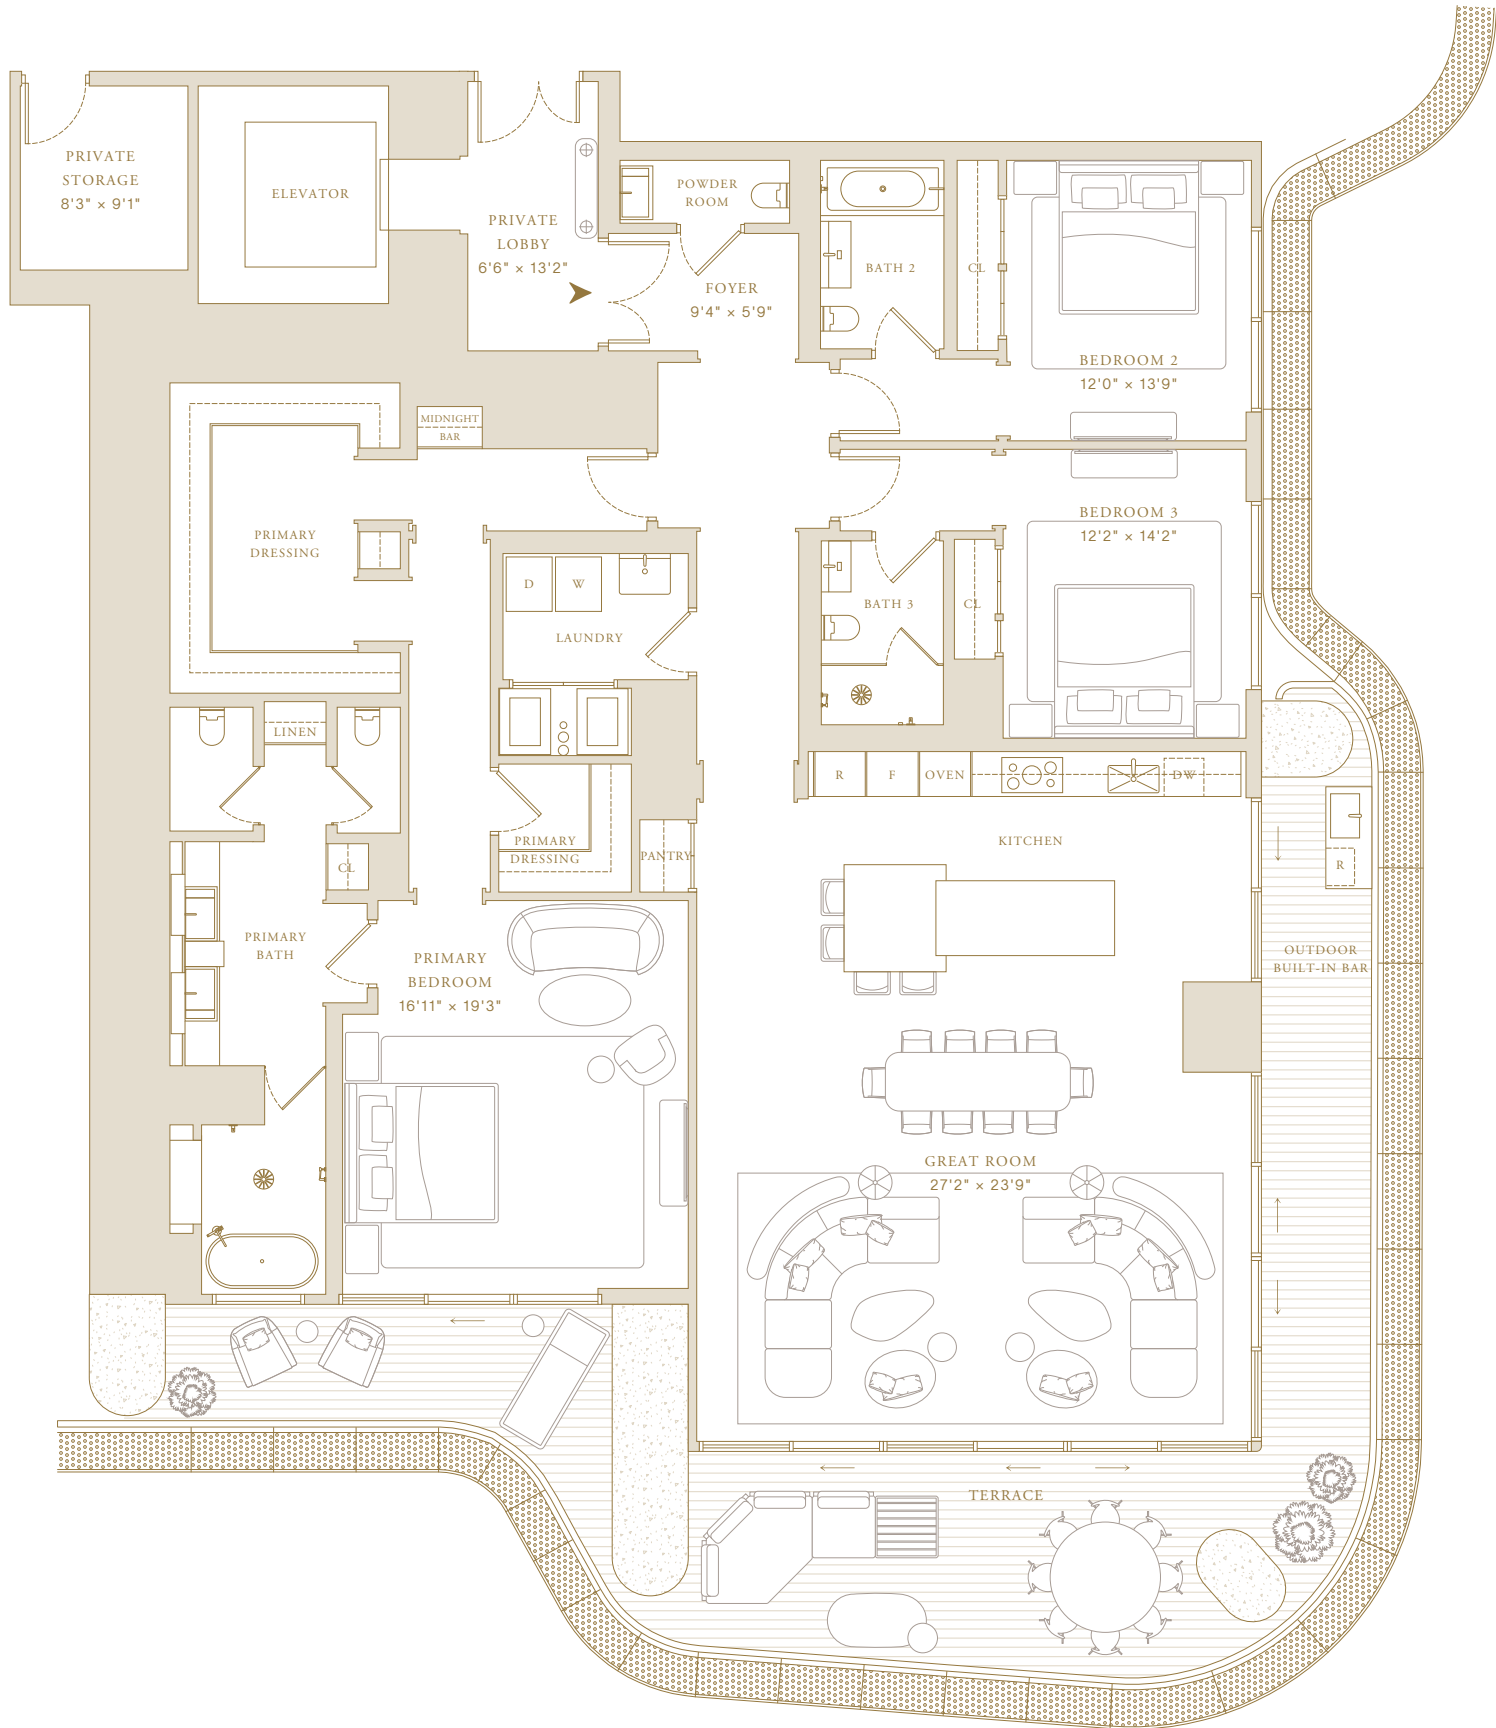 PRIVATE
STORAGE
8'3" × 9'1"
ELEVATOR
PRIVATE
LOBBY
6'6" × 13'2"
POWDER
ROOM
FOYER
9'4" × 5'9"
BATH 2
CL
BEDROOM 2
12'0" × 13'9"
MIDNIGHT
BAR
PRIMARY
DRESSING
D
W
LAUNDRY
BEDROOM 3
12'2" × 14'2"
BATH 3
CL
LINEN
R
F
OVEN
DW
PRIMARY
DRESSING
PANTRY
KITCHEN
CL
R
PRIMARY
BATH
PRIMARY
BEDROOM
16'11" × 19'3"
OUTDOOR
BUILT-IN BAR
GREAT ROOM
27'2" × 23'9"
TERRACE